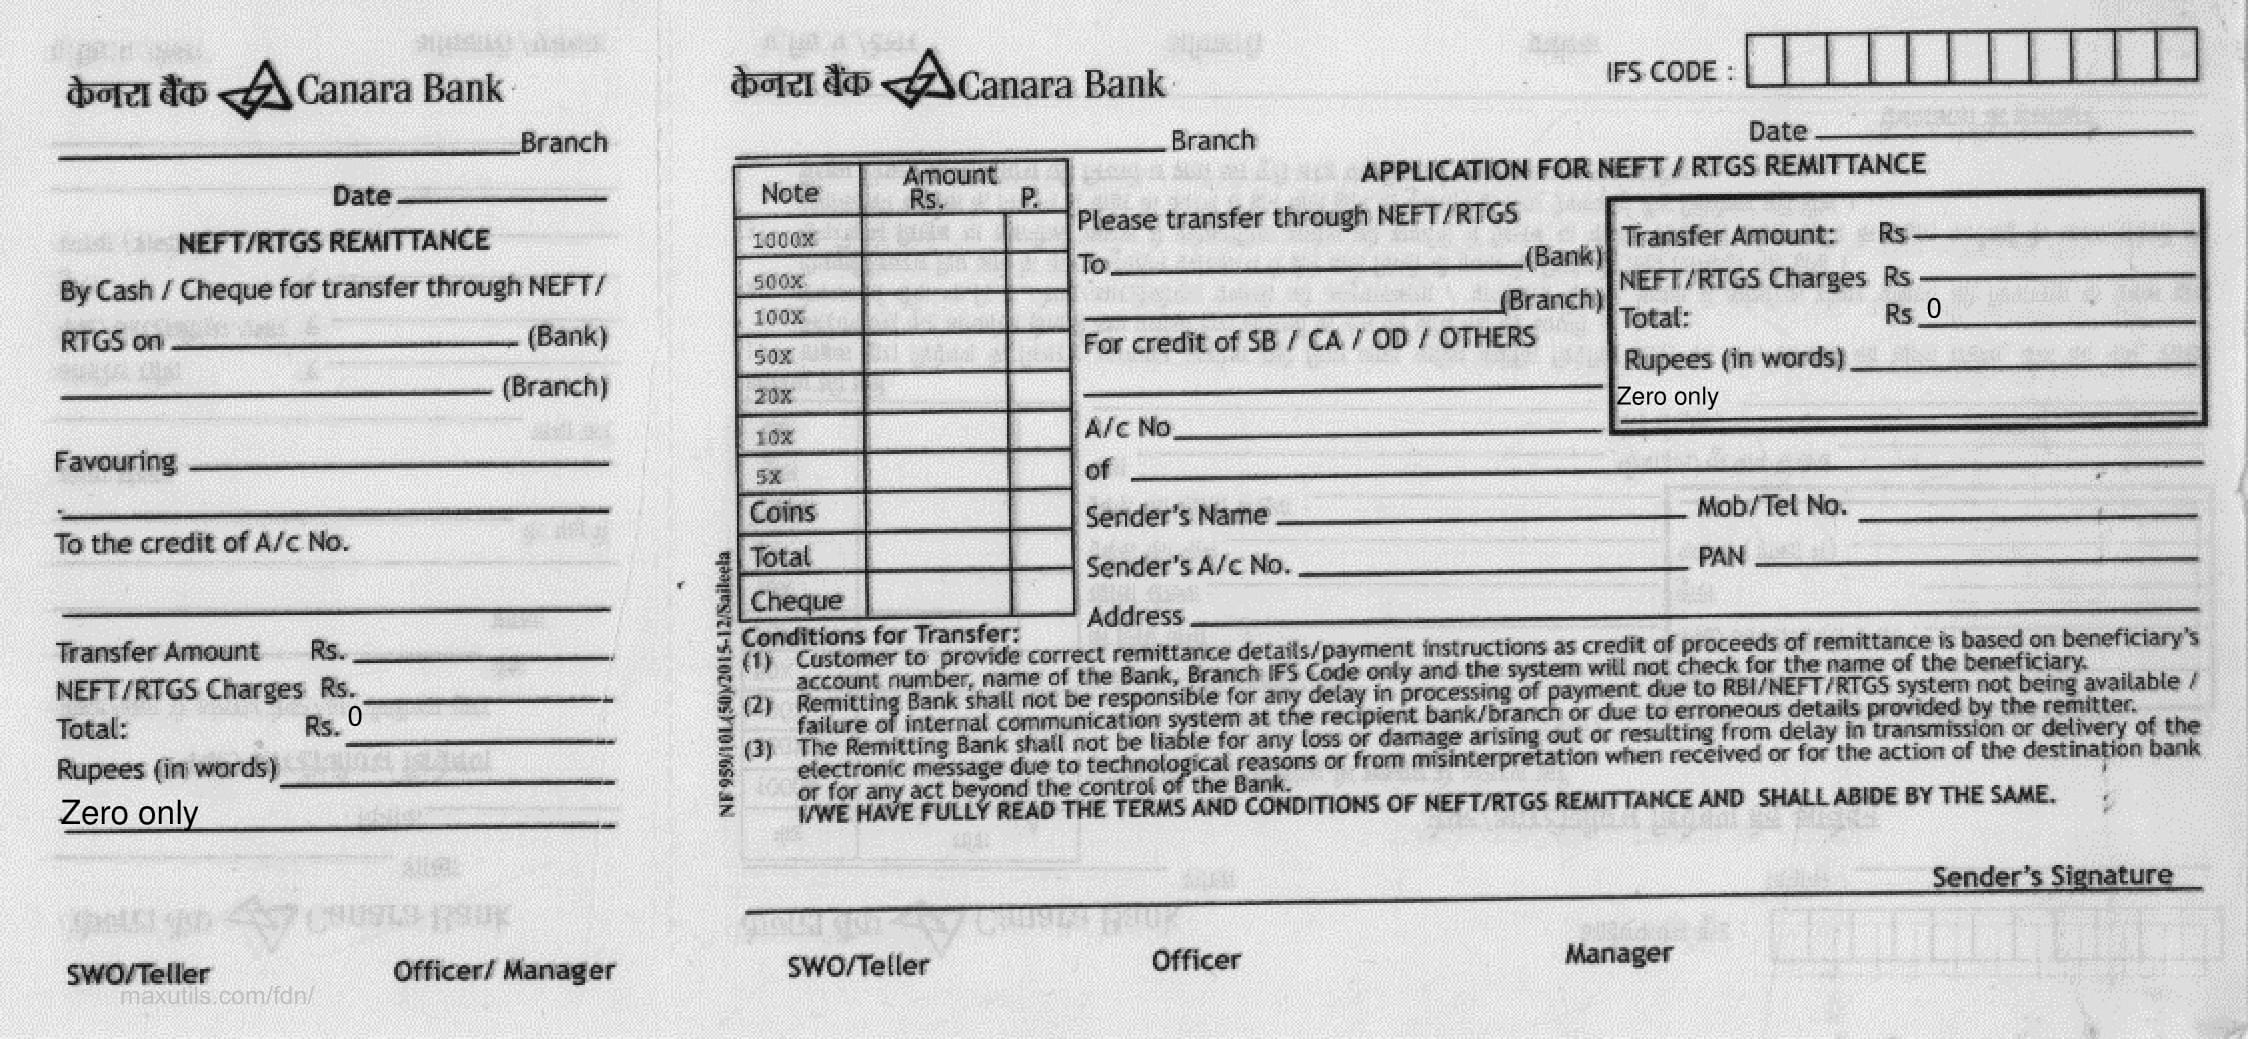 केनरा बैंक Canara Bank
Branch
Date
NEFT/RTGS REMITTANCE
By Cash / Cheque for transfer through NEFT/
RTGS on (Bank)
(Branch)
Favouring
To the credit of A/c No.
Transfer Amount Rs.
NEFT/RTGS Charges Rs.
Total: Rs. 0
Rupees (in words)
Zero only
SWO/Teller Officer/ Manager
maxutils.com/fdn/
NF 959/10L(50)/2015-12/Saileela
केनरा बैंक Canara Bank
Branch
IFS CODE :
Date
APPLICATION FOR NEFT / RTGS REMITTANCE
Note Amount
Rs. P.
1000X
500X
100X
50X
20X
10X
5X
Coins
Total
Cheque
Please transfer through NEFT/RTGS
To (Bank)
(Branch)
For credit of SB / CA / OD / OTHERS
A/c No
of
Transfer Amount: Rs
NEFT/RTGS Charges Rs
Total: Rs 0
Rupees (in words)
Zero only
Sender's Name Mob/Tel No.
Sender's A/c No. PAN
Address
Conditions for Transfer:
(1) Customer to provide correct remittance details/payment instructions as credit of proceeds of remittance is based on beneficiary's
account number, name of the Bank, Branch IFS Code only and the system will not check for the name of the beneficiary.
(2) Remitting Bank shall not be responsible for any delay in processing of payment due to RBI/NEFT/RTGS system not being available /
failure of internal communication system at the recipient bank/branch or due to erroneous details provided by the remitter.
(3) The Remitting Bank shall not be liable for any loss or damage arising out or resulting from delay in transmission or delivery of the
electronic message due to technological reasons or from misinterpretation when received or for the action of the destination bank
or for any act beyond the control of the Bank.
I/WE HAVE FULLY READ THE TERMS AND CONDITIONS OF NEFT/RTGS REMITTANCE AND SHALL ABIDE BY THE SAME.
Sender's Signature
SWO/Teller Officer Manager